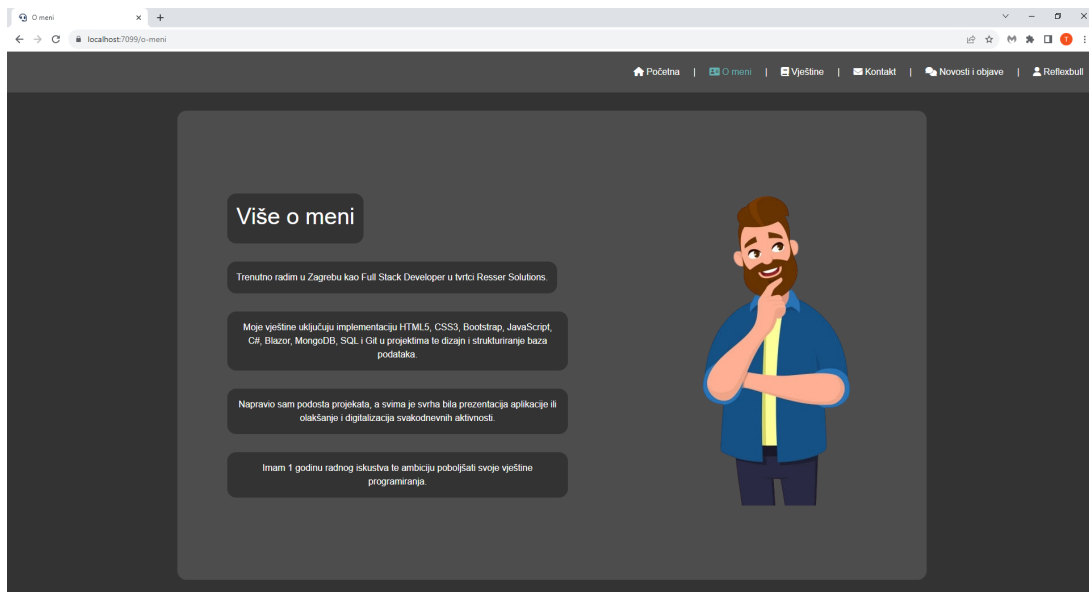 O meni
localhost:7099/o-meni
T
Početna | O meni | Vještine | Kontakt | Novosti i objave | Reflexbull
Više o meni
Trenutno radim u Zagrebu kao Full Stack Developer u tvrtci Resser Solutions.
Moje vještine uključuju implementaciju HTML5, CSS3, Bootstrap, JavaScript,
C#, Blazor, MongoDB, SQL i Git u projektima te dizajn i strukturiranje baza
podataka.
Napravio sam podosta projekata, a svima je svrha bila prezentacija aplikacije ili
olakšanje i digitalizacija svakodnevnih aktivnosti.
Imam 1 godinu radnog iskustva te ambiciju poboljšati svoje vještine
programiranja.